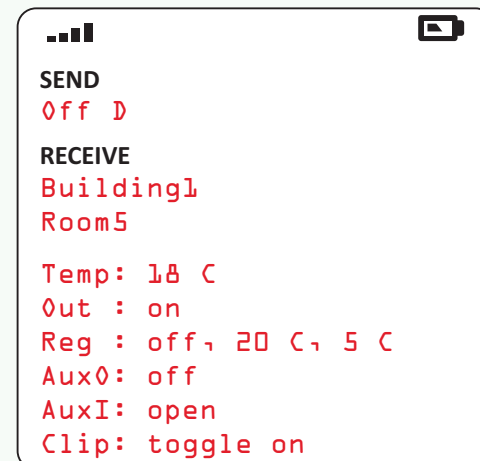 SEND
Off D
RECEIVE
Building1
Room5
Temp: 18 C
Out : on
Reg : off, 20 C, 5 C
AuxO: off
AuxI: open
Clip: toggle on